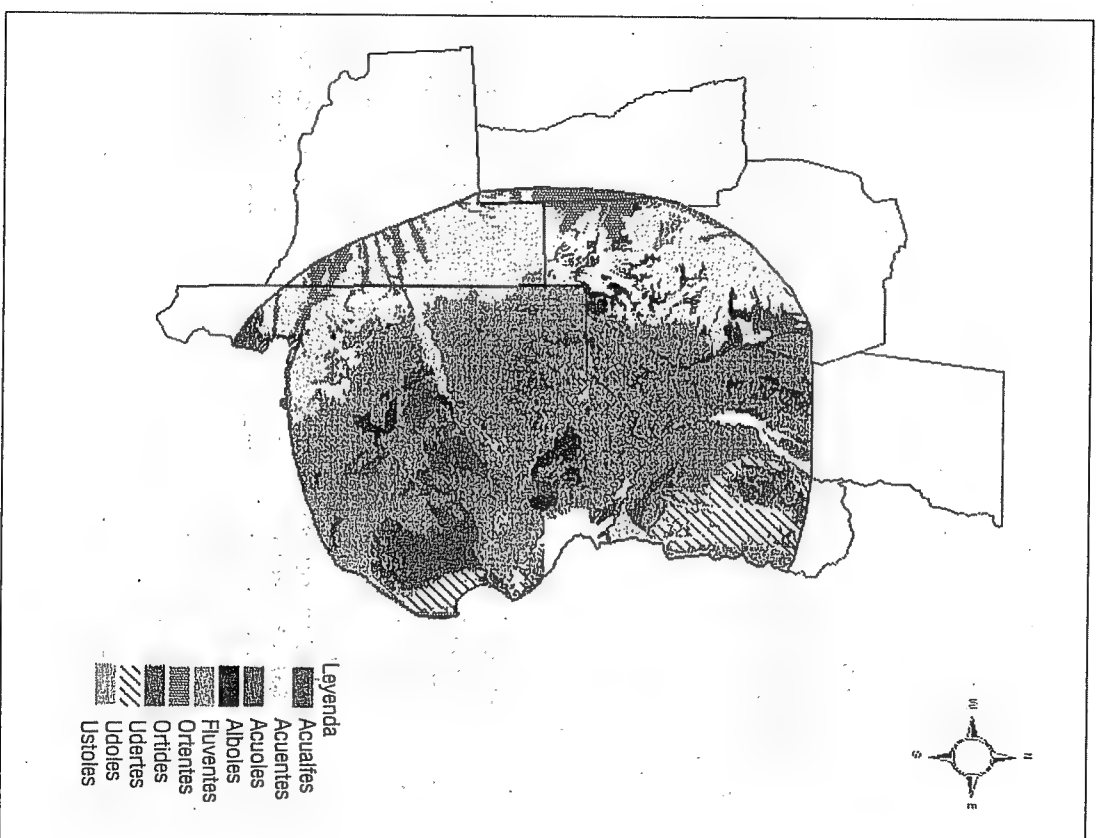 Leyenda
Acualfes
Acuentes
Acuoles
Alboles
Fluventes
Ortentes
Ortides
Udertes
Udoles
Ustoles
N
W
E
S